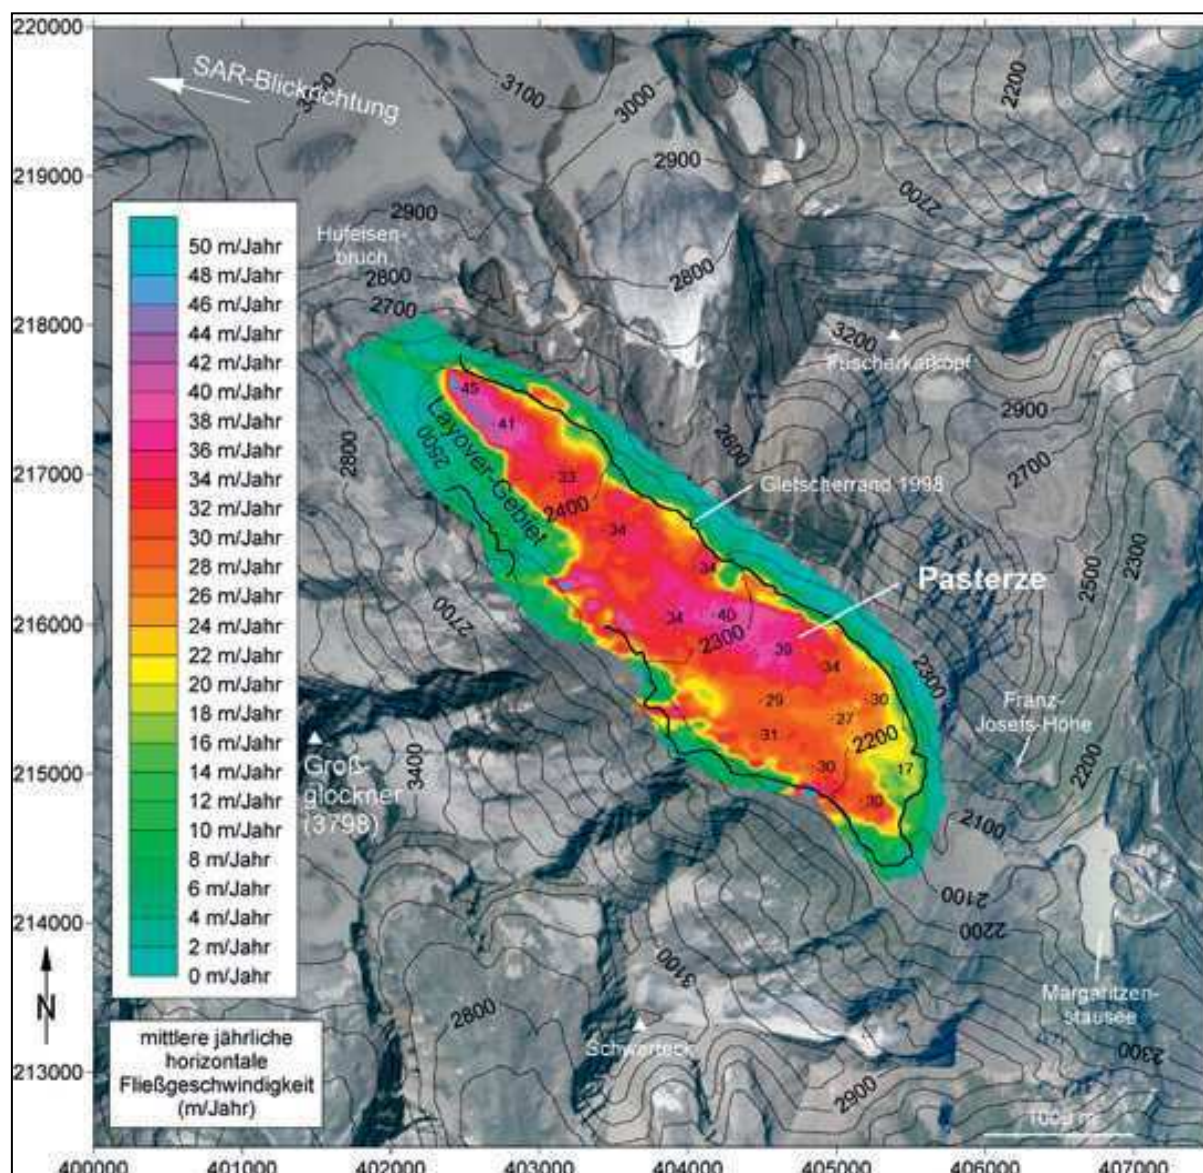 220000
219000
218000
217000
216000
215000
214000
213000
400000
401000
402000
403000
404000
405000
406000
407000
SAR-Blickrichtung
3100
3000
2200
2900
2700
2900
Hufeisen-
bruch
2800
2800
2700
3200
Fuscherkarkopf
2900
2700
2600
2800
2500
Layover-Gebiet
2400
Gletscherrand 1998
2500
2300
Pasterze
2700
2300
2300
2200
2200
Franz-
Josefs-Höhe
3400
Groß-
glockner
(3798)
2100
2100
2200
3100
2800
Schwerteck
2900
Margaritzen-
stausee
2300
1000 m
45
41
33
34
34
34
40
39
34
29
30
27
31
30
17
30
50 m/Jahr
48 m/Jahr
46 m/Jahr
44 m/Jahr
42 m/Jahr
40 m/Jahr
38 m/Jahr
36 m/Jahr
34 m/Jahr
32 m/Jahr
30 m/Jahr
28 m/Jahr
26 m/Jahr
24 m/Jahr
22 m/Jahr
20 m/Jahr
18 m/Jahr
16 m/Jahr
14 m/Jahr
12 m/Jahr
10 m/Jahr
8 m/Jahr
6 m/Jahr
4 m/Jahr
2 m/Jahr
0 m/Jahr
N
mittlere jährliche
horizontale
Fließgeschwindigkeit
(m/Jahr)